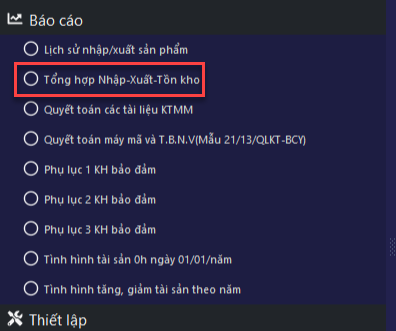 Báo cáo
Lịch sử nhập/xuất sản phẩm
Tổng hợp Nhập-Xuất-Tồn kho
Quyết toán các tài liệu KTMM
Quyết toán máy mã và T.B.N.V(Mẫu 21/13/QLKT-BCY)
Phụ lục 1 KH bảo đảm
Phụ lục 2 KH bảo đảm
Phụ lục 3 KH bảo đảm
Tình hình tài sản 0h ngày 01/01/năm
Tình hình tăng, giảm tài sản theo năm
Thiết lập